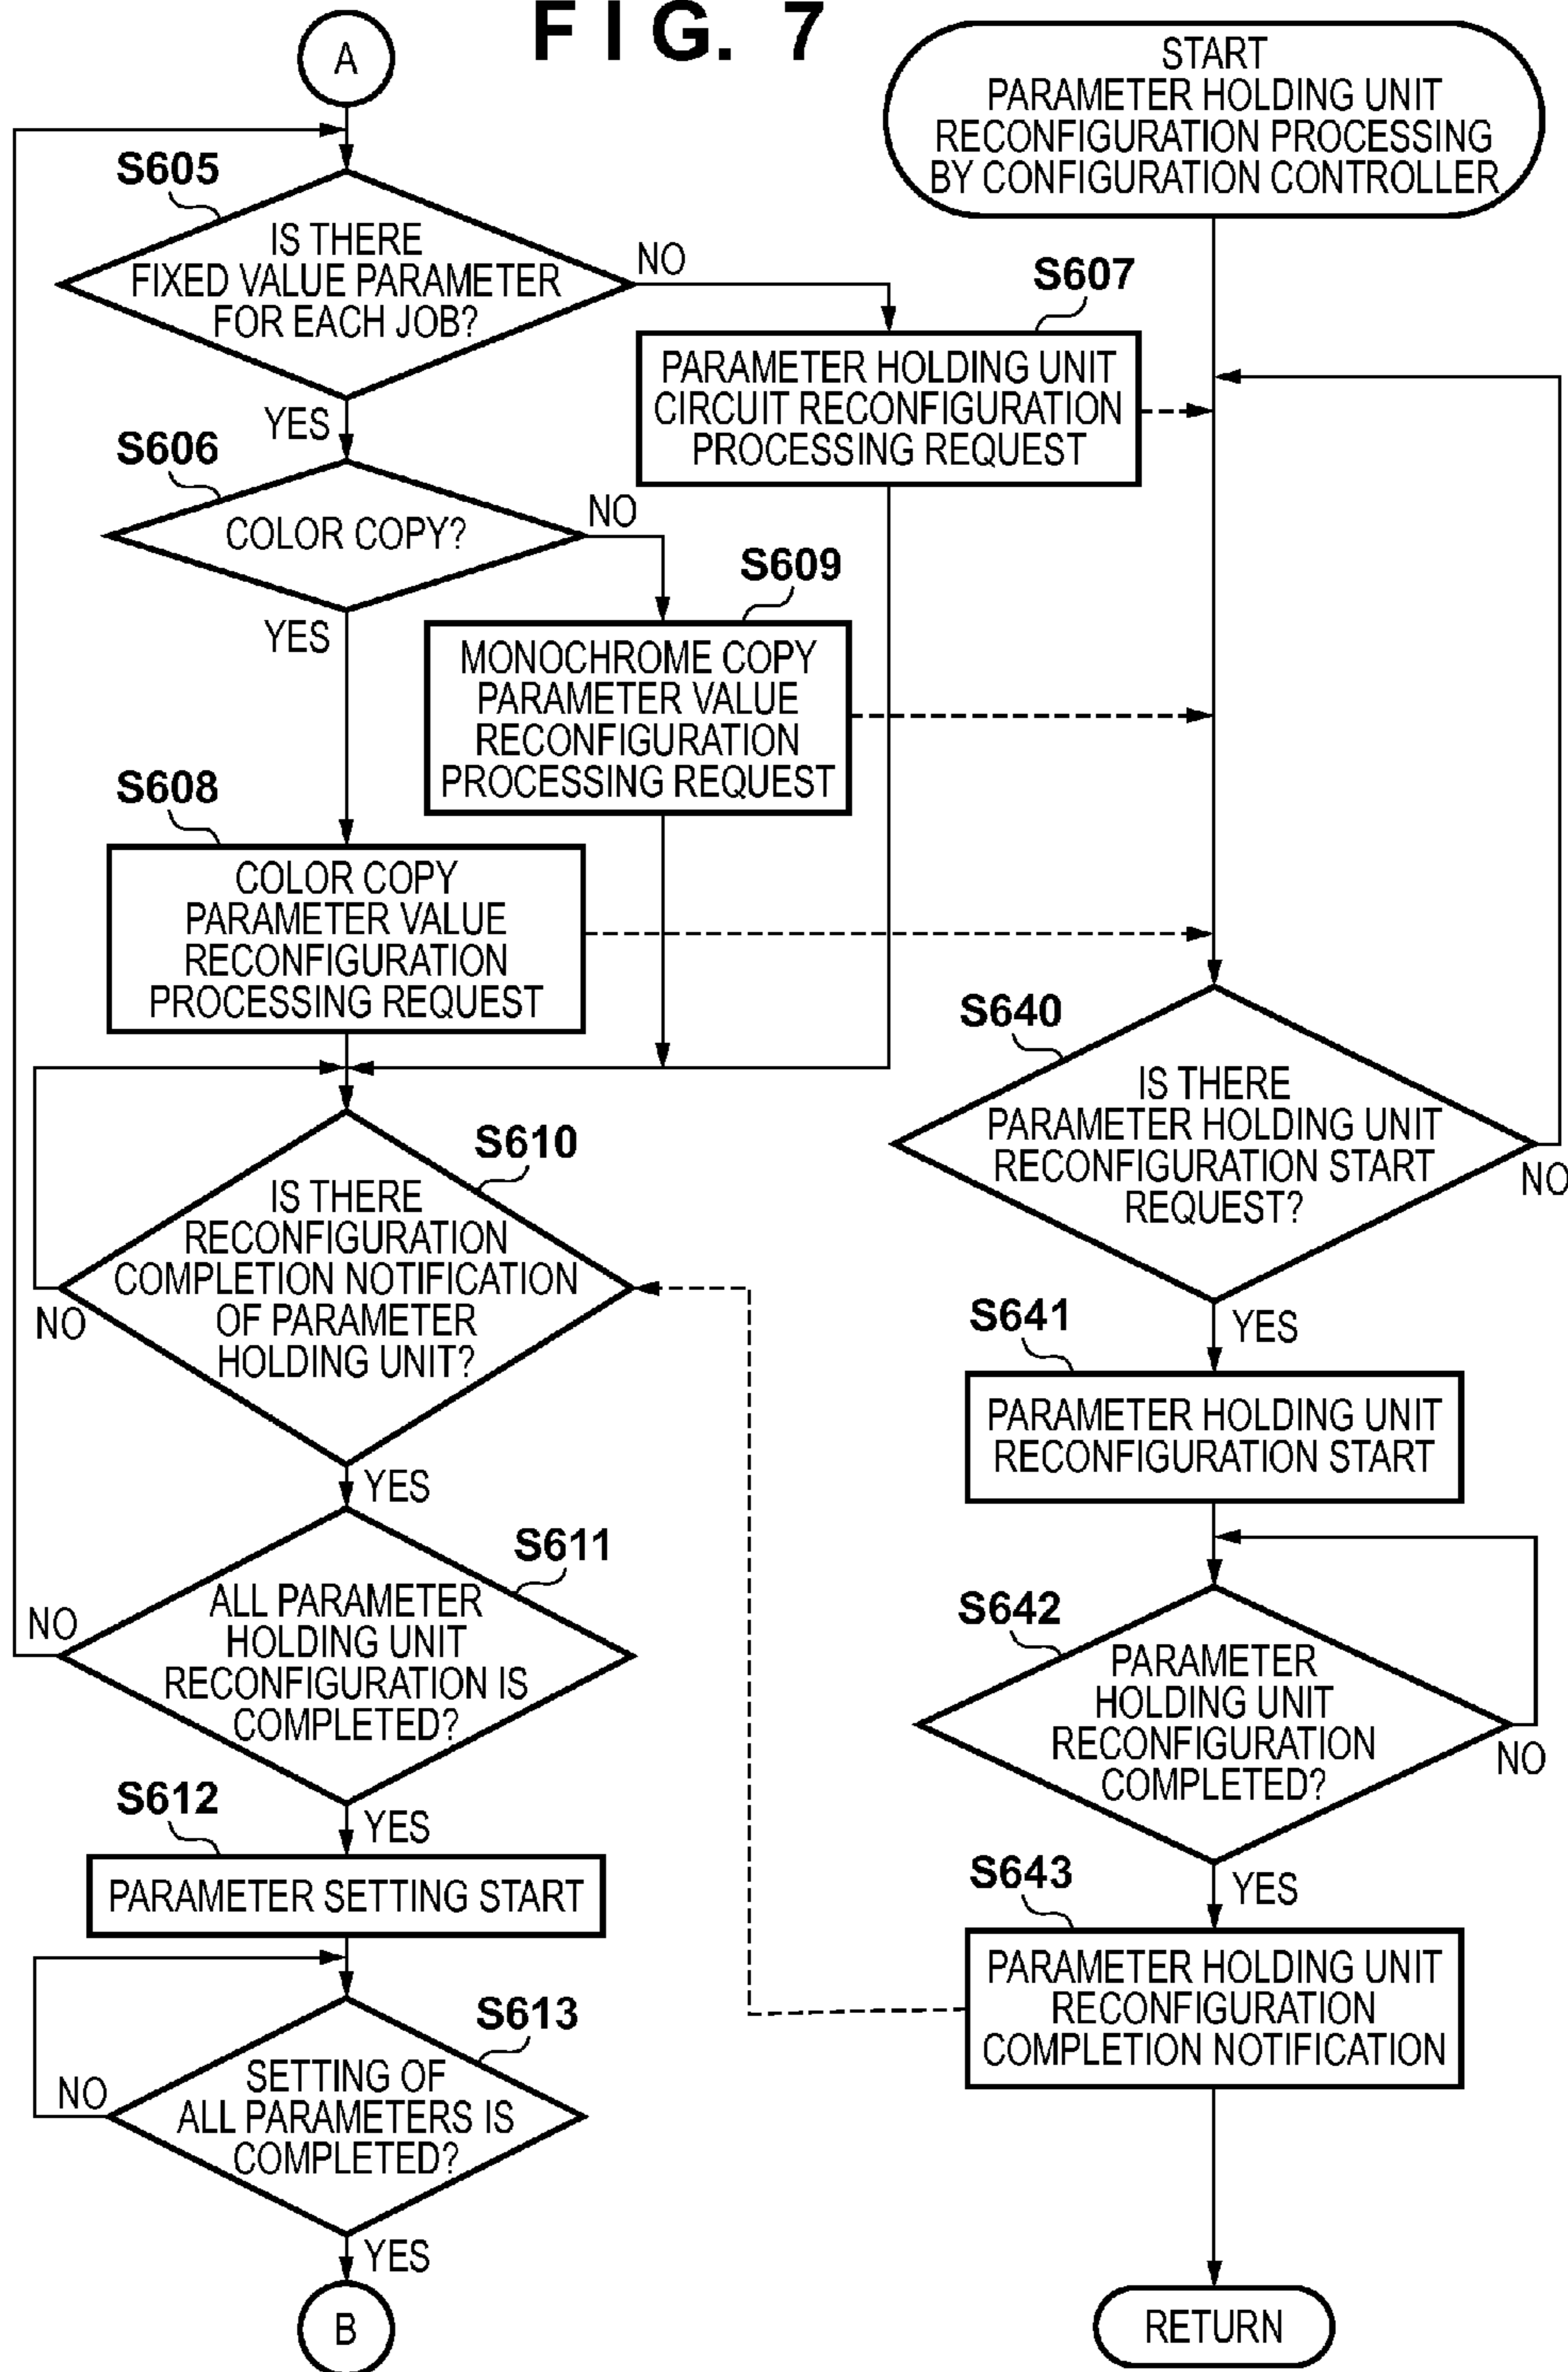 FIG. 7
A
S605
IS THERE
FIXED VALUE PARAMETER
FOR EACH JOB?
NO
YES
S607
PARAMETER HOLDING UNIT
CIRCUIT RECONFIGURATION
PROCESSING REQUEST
S606
COLOR COPY?
NO
YES
S609
MONOCHROME COPY
PARAMETER VALUE
RECONFIGURATION
PROCESSING REQUEST
S608
COLOR COPY
PARAMETER VALUE
RECONFIGURATION
PROCESSING REQUEST
S610
IS THERE
RECONFIGURATION
COMPLETION NOTIFICATION
OF PARAMETER
HOLDING UNIT?
NO
YES
S611
ALL PARAMETER
HOLDING UNIT
RECONFIGURATION IS
COMPLETED?
NO
YES
S612
PARAMETER SETTING START
S613
SETTING OF
ALL PARAMETERS IS
COMPLETED?
NO
YES
B
START
PARAMETER HOLDING UNIT
RECONFIGURATION PROCESSING
BY CONFIGURATION CONTROLLER
S640
IS THERE
PARAMETER HOLDING UNIT
RECONFIGURATION START
REQUEST?
NO
YES
S641
PARAMETER HOLDING UNIT
RECONFIGURATION START
S642
PARAMETER
HOLDING UNIT
RECONFIGURATION
COMPLETED?
NO
YES
S643
PARAMETER HOLDING UNIT
RECONFIGURATION
COMPLETION NOTIFICATION
RETURN